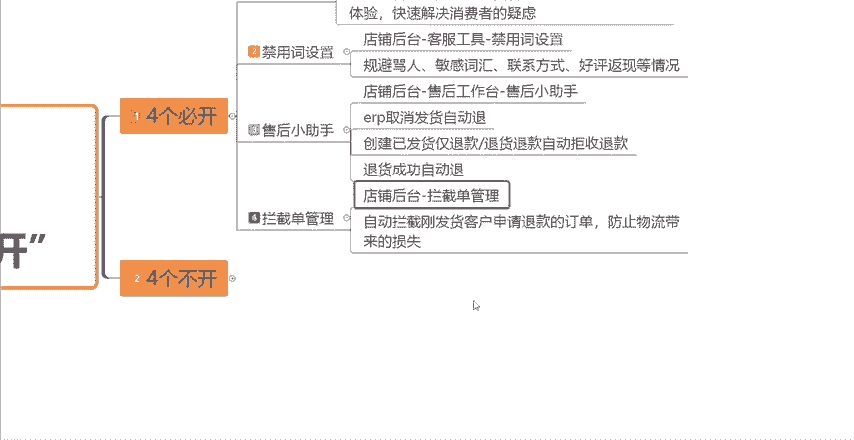 体验，快速解决消费者的疑虑
2 禁用词设置
店铺后台-客服工具-禁用词设置
规避骂人、敏感词汇、联系方式、好评返现等情况
1 4个必开
售后小助手
店铺后台-售后工作台-售后小助手
erp取消发货自动退
创建已发货仅退款/退货退款自动拒收退款
退货成功自动退
4 拦截单管理
店铺后台-拦截单管理
自动拦截刚发货客户申请退款的订单，防止物流带
来的损失
开”
2 4个不开